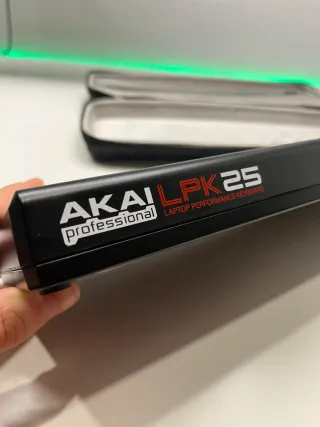 AKAI LPK25
professional LAPTOP PERFORMANCE KEYBOARD